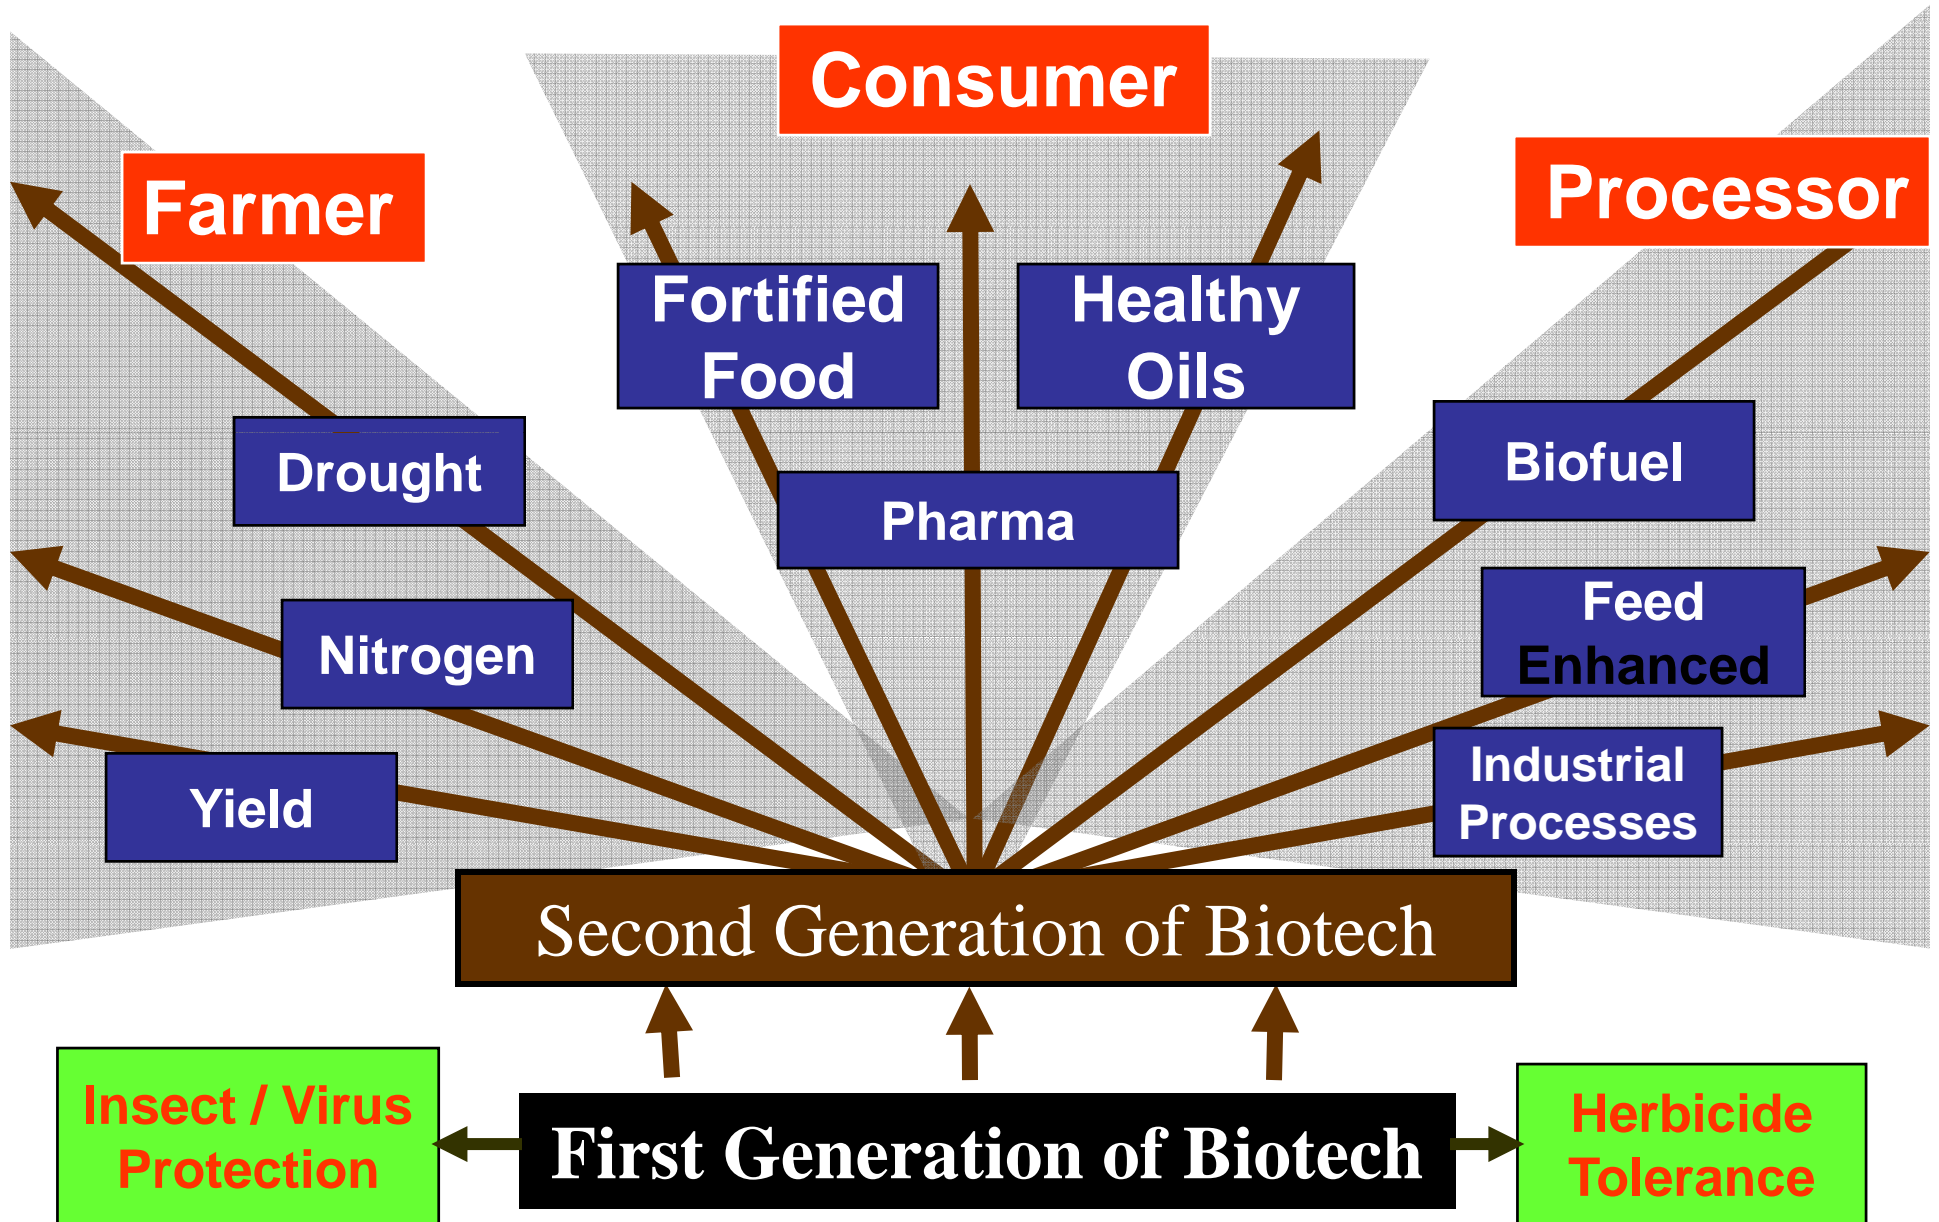 Consumer
Farmer
Processor
Fortified
Food
Healthy
Oils
Drought
Pharma
Biofuel
Nitrogen
Feed
Enhanced
Yield
Industrial
Processes
Second Generation of Biotech
Insect / Virus
Protection
First Generation of Biotech
Herbicide
Tolerance